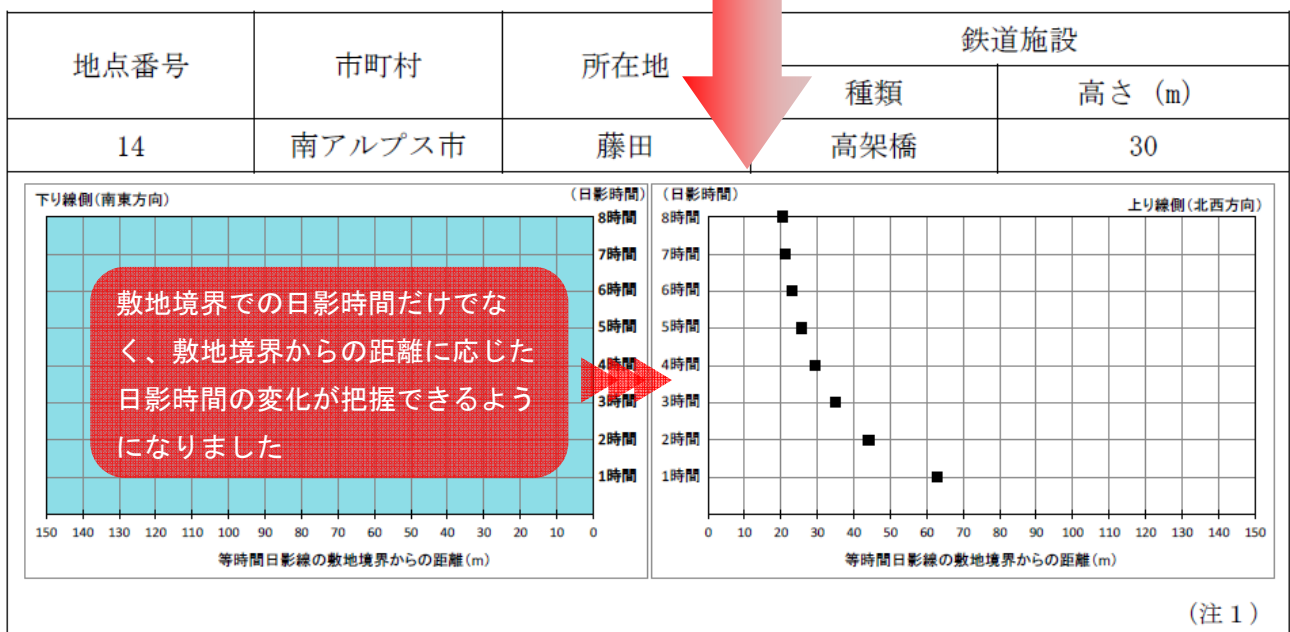 地点番号 市町村 所在地 鉄道施設
種類 高さ (m)
14 南アルプス市 藤田 高架橋 30
下り線側(南東方向) (日影時間)
8時間
7時間
6時間
5時間
4時間
3時間
2時間
1時間
敷地境界での日影時間だけでな
く、敷地境界からの距離に応じた
日影時間の変化が把握できるよう
になりました
150 140 130 120 110 100 90 80 70 60 50 40 30 20 10 0
等時間日影線の敷地境界からの距離(m)
(日影時間) 上り線側(北西方向)
8時間
7時間
6時間
5時間
4時間
3時間
2時間
1時間
0 10 20 30 40 50 60 70 80 90 100 110 120 130 140 150
等時間日影線の敷地境界からの距離(m)
(注1)